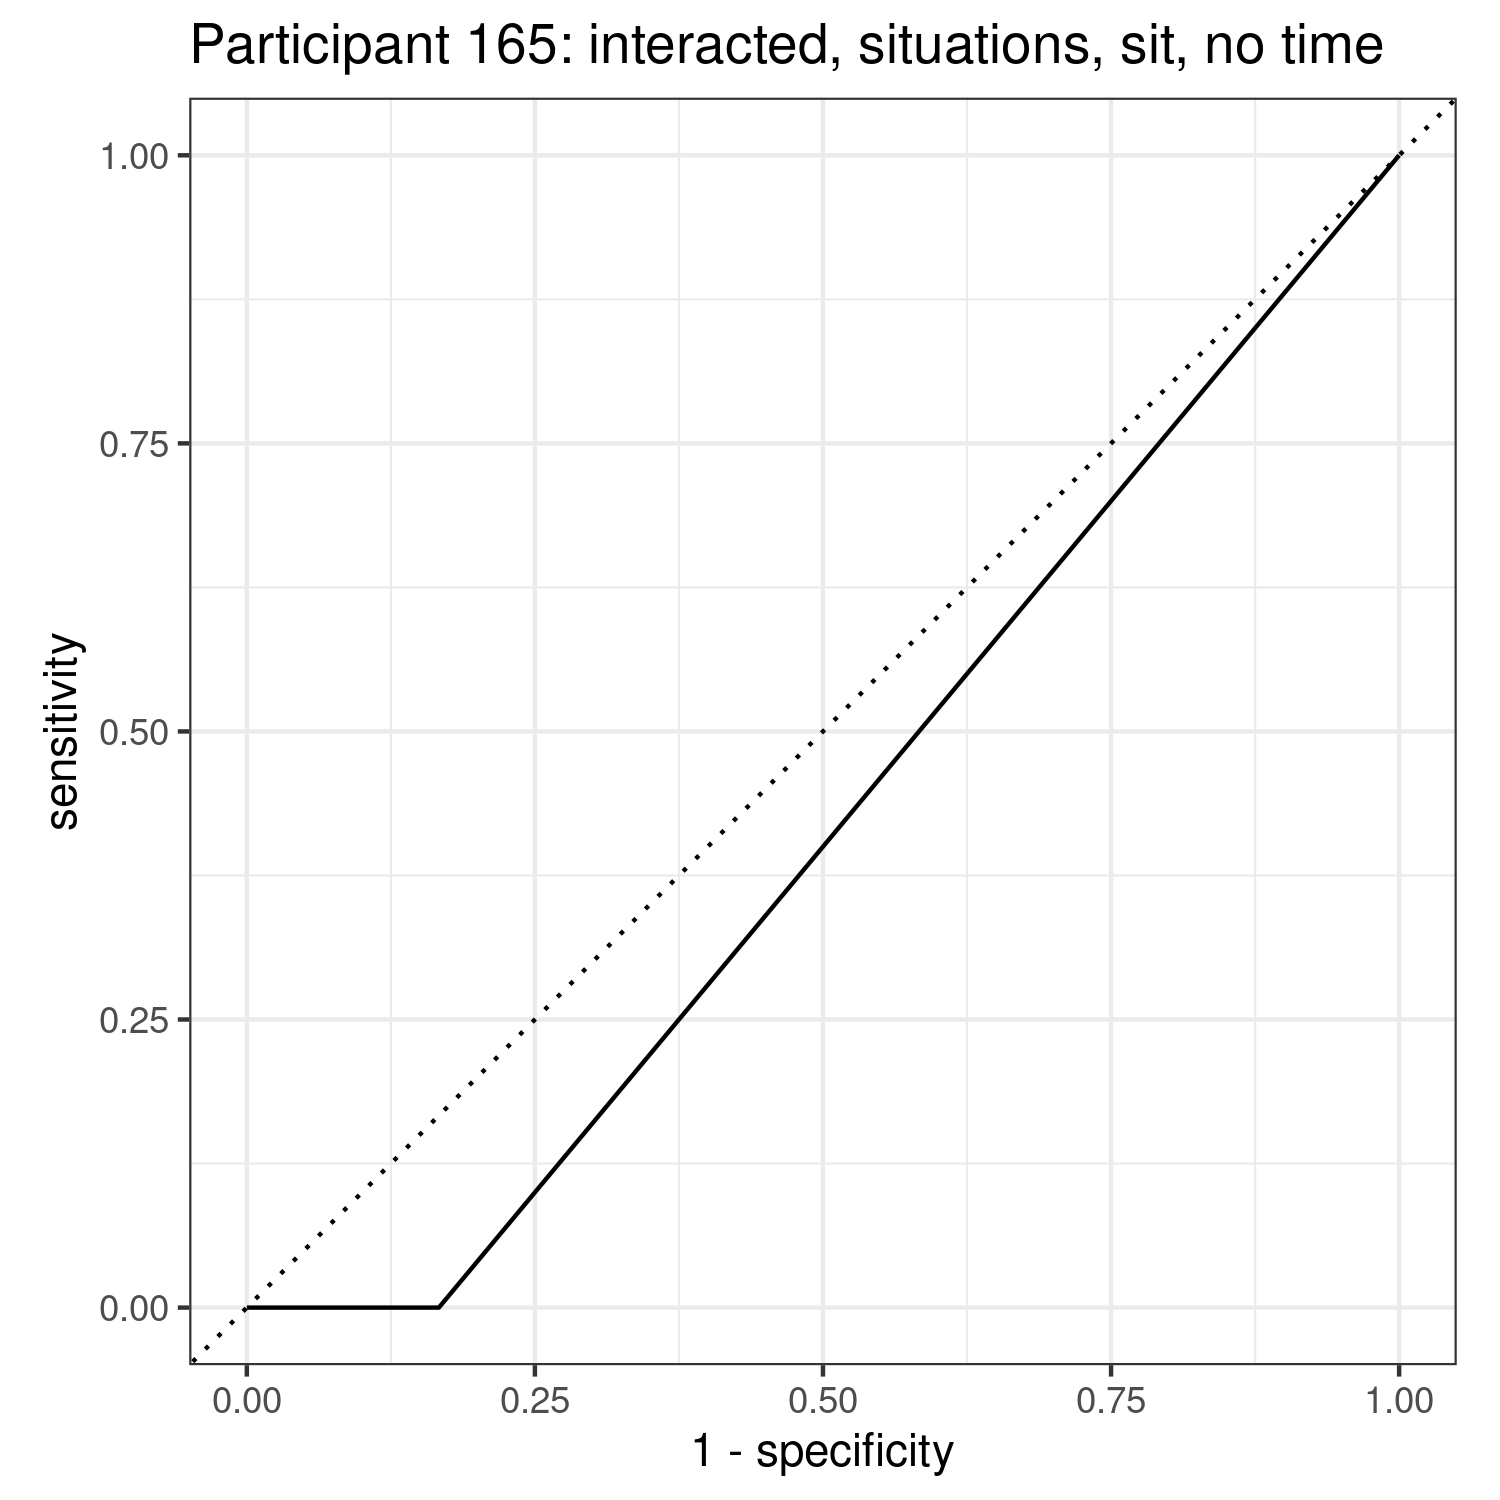 Participant 165: interacted, situations, sit, no time
1.00
0.75
0.50
0.25
0.00
sensitivity
0.00 0.25 0.50 0.75 1.00
1 - specificity